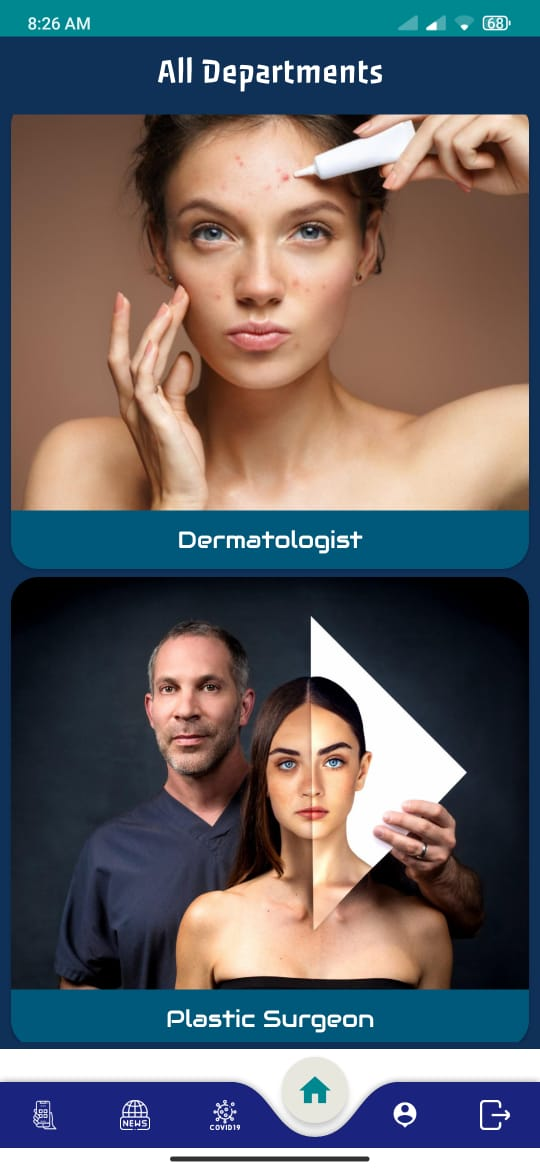 8:26 AM
68
All Departments
Dermatologist
Plastic Surgeon
NEWS
COVID19